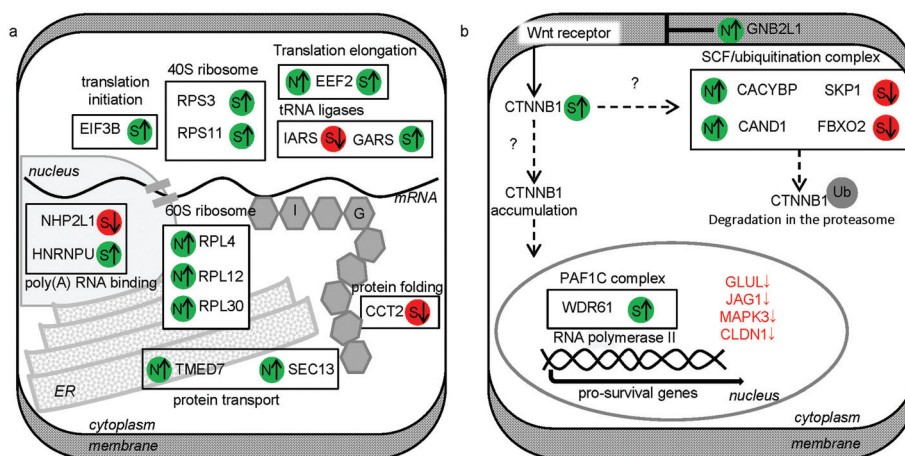 a
translation
initiation
EIF3B S↑
40S ribosome
RPS3 S↑
RPS11 S↑
Translation elongation
N↑ EEF2 S↑
tRNA ligases
IARS S↓ GARS S↑
nucleus
mRNA
NHP2L1 S↓
HNRNPU S↑
poly(A) RNA binding
60S ribosome
N↑ RPL4
N↑ RPL12
N↑ RPL30
I
G
protein folding
CCT2 S↓
ER
N↑ TMED7 N↑ SEC13
protein transport
cytoplasm
membrane
b
Wnt receptor
N↑ GNB2L1
SCF/ubiquitination complex
N↑ CACYBP SKP1 S↓
N↑ CAND1 FBXO2 S↓
CTNNB1 S↑
?
?
CTNNB1
accumulation
CTNNB1 Ub
Degradation in the proteasome
PAF1C complex
WDR61 S↑
RNA polymerase II
GLUL↓
JAG1↓
MAPK3↓
CLDN1↓
pro-survival genes
nucleus
cytoplasm
membrane